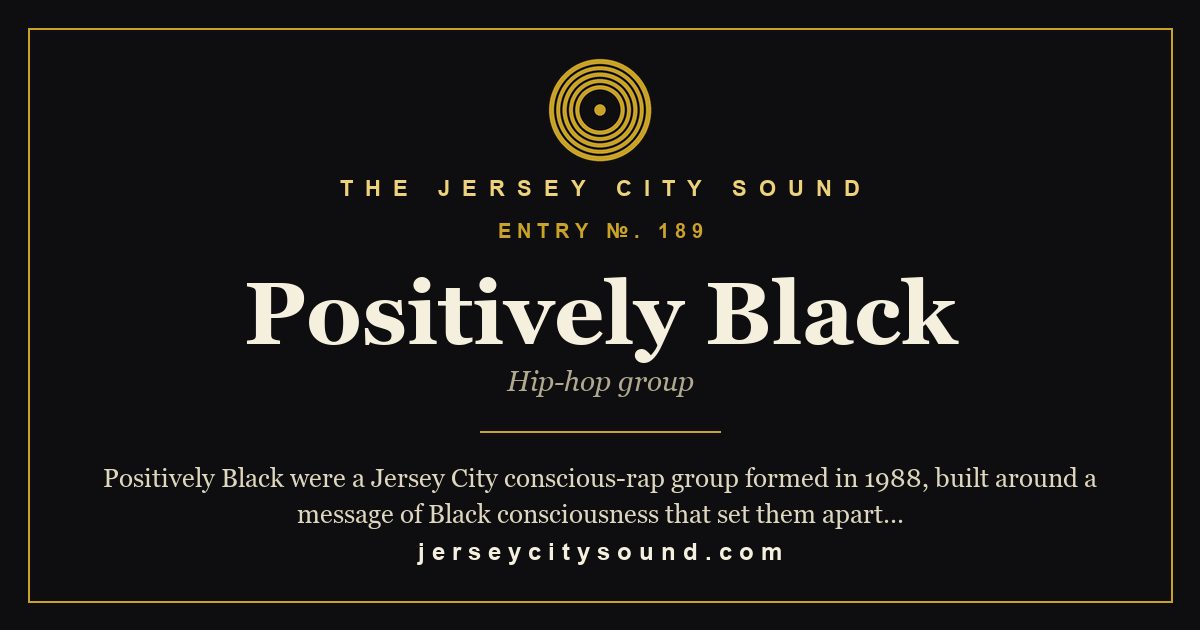 THE JERSEY CITY SOUND
ENTRY №. 189
Positively Black
Hip-hop group
Positively Black were a Jersey City conscious-rap group formed in 1988, built around a
message of Black consciousness that set them apart…
jerseycitysound.com